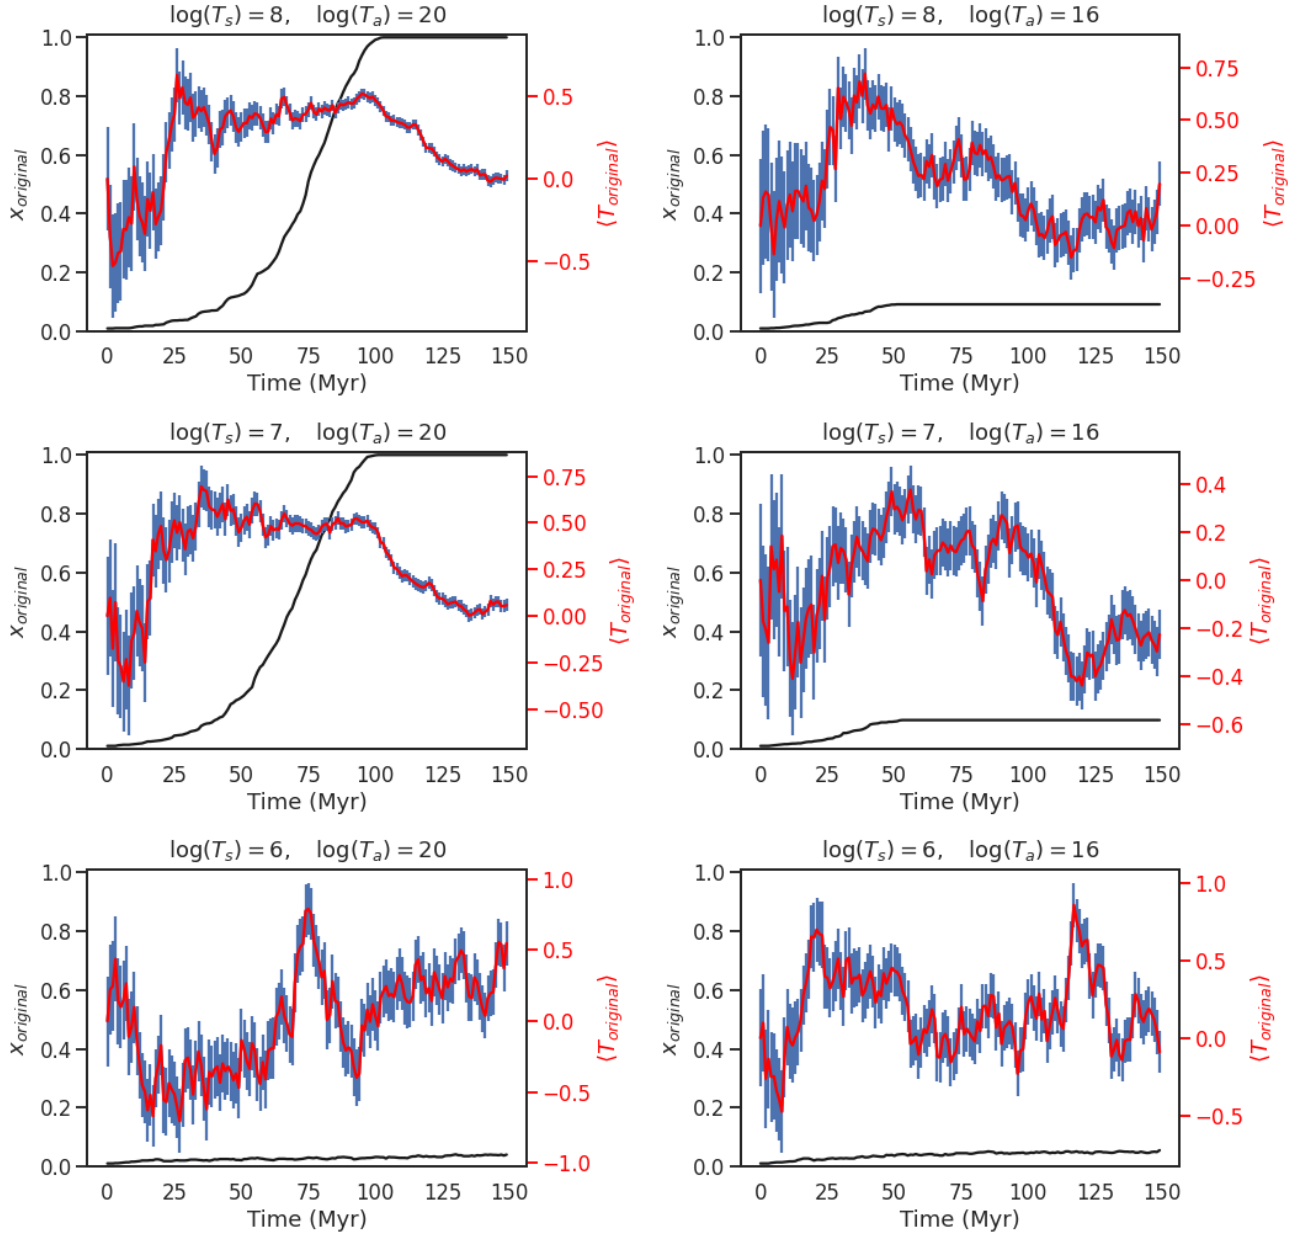 log(T_s) = 8, log(T_a) = 20
1.0
0.8
0.6
0.4
0.2
0.0
x_original
0.5
0.0
−0.5
⟨T_original⟩
0 25 50 75 100 125 150
Time (Myr)
log(T_s) = 8, log(T_a) = 16
1.0
0.8
0.6
0.4
0.2
0.0
x_original
0.75
0.50
0.25
0.00
−0.25
⟨T_original⟩
0 25 50 75 100 125 150
Time (Myr)
log(T_s) = 7, log(T_a) = 20
1.0
0.8
0.6
0.4
0.2
0.0
x_original
0.75
0.50
0.25
0.00
−0.25
−0.50
⟨T_original⟩
0 25 50 75 100 125 150
Time (Myr)
log(T_s) = 7, log(T_a) = 16
1.0
0.8
0.6
0.4
0.2
0.0
x_original
0.4
0.2
0.0
−0.2
−0.4
−0.6
⟨T_original⟩
0 25 50 75 100 125 150
Time (Myr)
log(T_s) = 6, log(T_a) = 20
1.0
0.8
0.6
0.4
0.2
0.0
x_original
1.0
0.5
0.0
−0.5
−1.0
⟨T_original⟩
0 25 50 75 100 125 150
Time (Myr)
log(T_s) = 6, log(T_a) = 16
1.0
0.8
0.6
0.4
0.2
0.0
x_original
1.0
0.5
0.0
−0.5
⟨T_original⟩
0 25 50 75 100 125 150
Time (Myr)